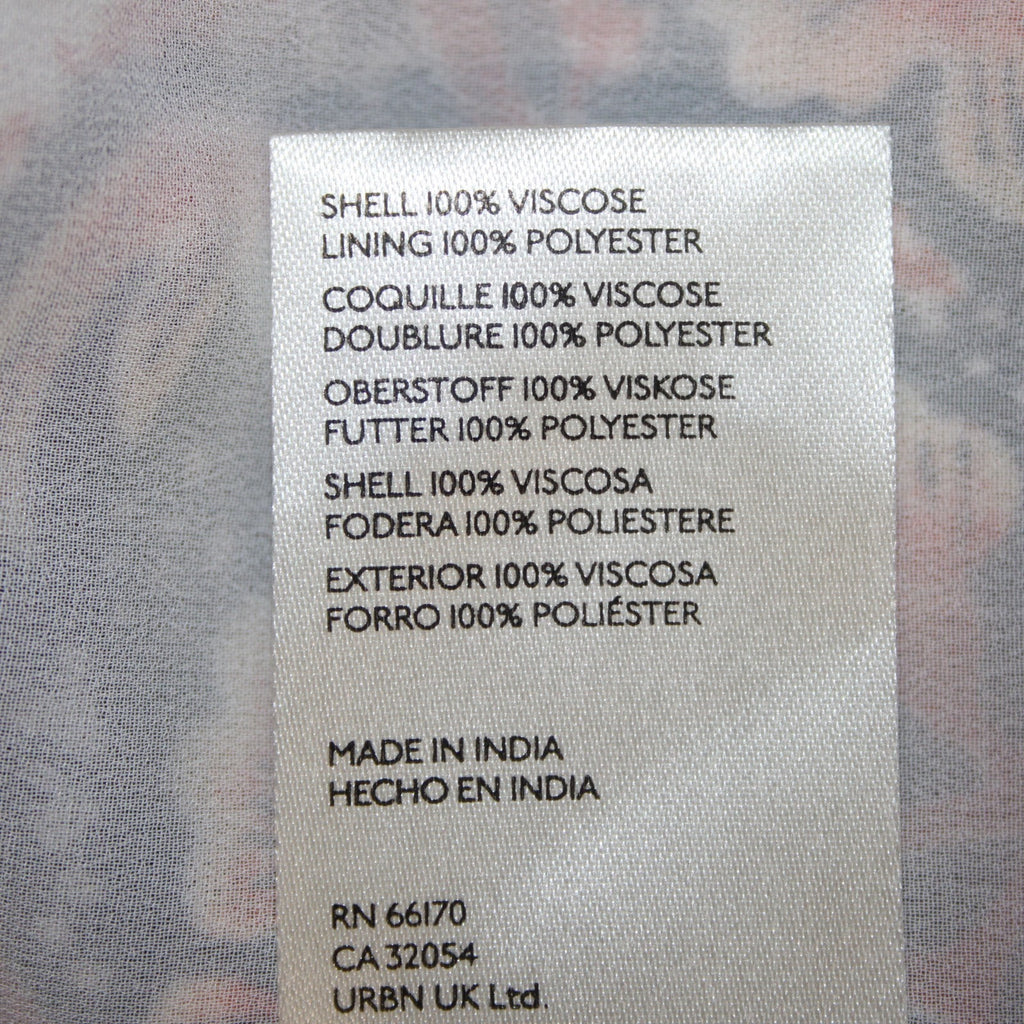 SHELL 100% VISCOSE
LINING 100% POLYESTER
COQUILLE 100% VISCOSE
DOUBLURE 100% POLYESTER
OBERSTOFF 100% VISKOSE
FUTTER 100% POLYESTER
SHELL 100% VISCOSA
FODERA 100% POLIESTERE
EXTERIOR 100% VISCOSA
FORRO 100% POLIÉSTER
MADE IN INDIA
HECHO EN INDIA
RN 66170
CA 32054
URBN UK Ltd.